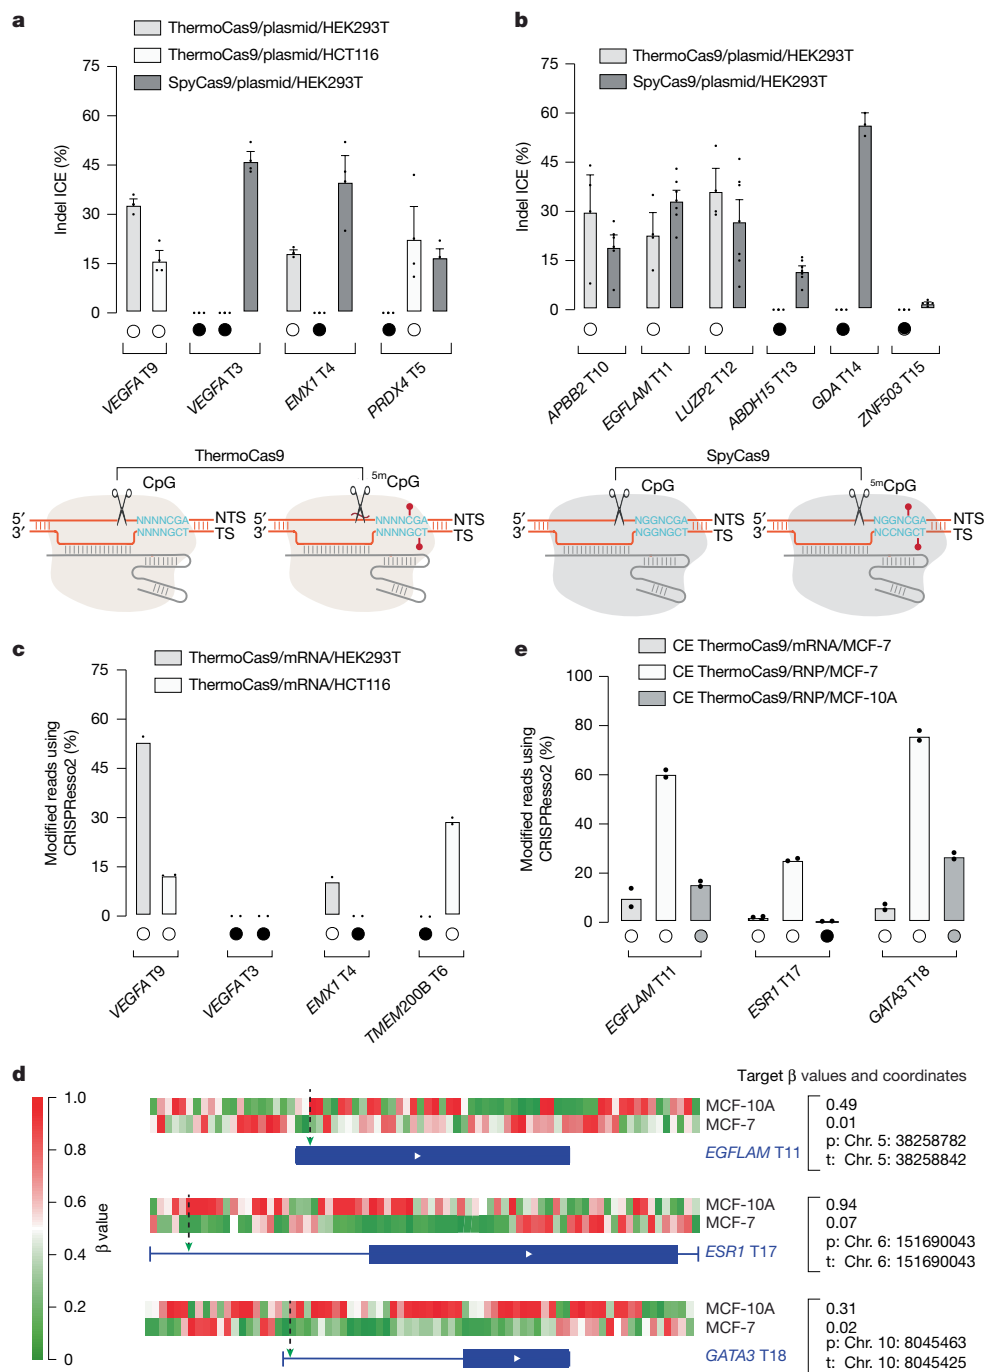 a
ThermoCas9/plasmid/HEK293T
ThermoCas9/plasmid/HCT116
SpyCas9/plasmid/HEK293T
Indel ICE (%)
75
60
45
30
15
0
VEGFA T9
VEGFA T3
EMX1 T4
PRDX4 T5
b
ThermoCas9/plasmid/HEK293T
SpyCas9/plasmid/HEK293T
Indel ICE (%)
75
60
45
30
15
0
APBB2 T10
EGFLAM T11
LUZP2 T12
ABDH15 T13
GDA T14
ZNF503 T15
ThermoCas9
CpG
5mCpG
5′
3′
NNNNCGA
NNNNGCT
NTS
TS
5′
3′
NNNNCGA
NNNNGCT
NTS
TS
SpyCas9
CpG
5mCpG
5′
3′
NGGNCGA
NGGNGCT
NTS
TS
5′
3′
NGGNCGA
NCCNGCT
NTS
TS
c
ThermoCas9/mRNA/HEK293T
ThermoCas9/mRNA/HCT116
Modified reads using
CRISPResso2 (%)
75
60
45
30
15
0
VEGFA T9
VEGFA T3
EMX1 T4
TMEM200B T6
e
CE ThermoCas9/mRNA/MCF-7
CE ThermoCas9/RNP/MCF-7
CE ThermoCas9/RNP/MCF-10A
Modified reads using
CRISPResso2 (%)
100
80
60
40
20
0
EGFLAM T11
ESR1 T17
GATA3 T18
d
1.0
0.8
0.6
0.4
0.2
0
β value
Target β values and coordinates
MCF-10A
MCF-7
EGFLAM T11
0.49
0.01
p: Chr. 5: 38258782
t: Chr. 5: 38258842
MCF-10A
MCF-7
ESR1 T17
0.94
0.07
p: Chr. 6: 151690043
t: Chr. 6: 151690043
MCF-10A
MCF-7
GATA3 T18
0.31
0.02
p: Chr. 10: 8045463
t: Chr. 10: 8045425